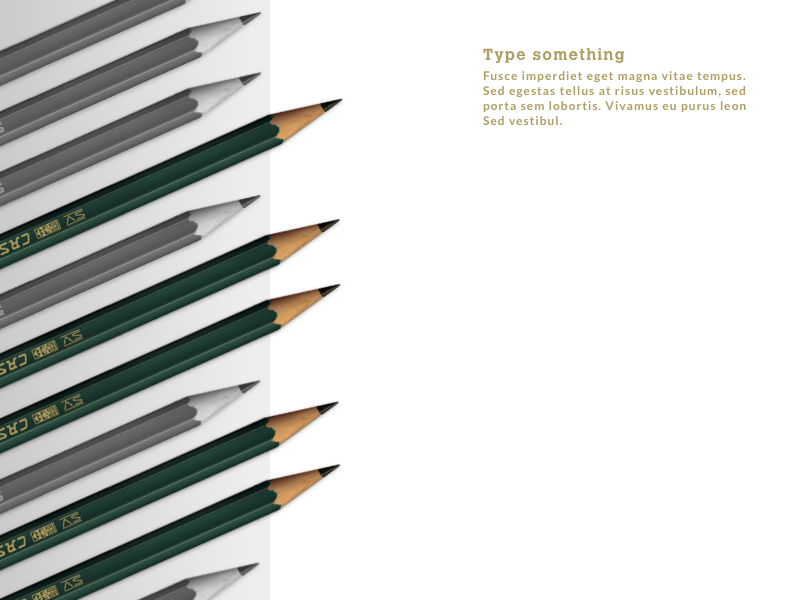 Type something
Fusce imperdiet eget magna vitae tempus.
Sed egestas tellus at risus vestibulum, sed
porta sem lobortis. Vivamus eu purus leon
Sed vestibul.